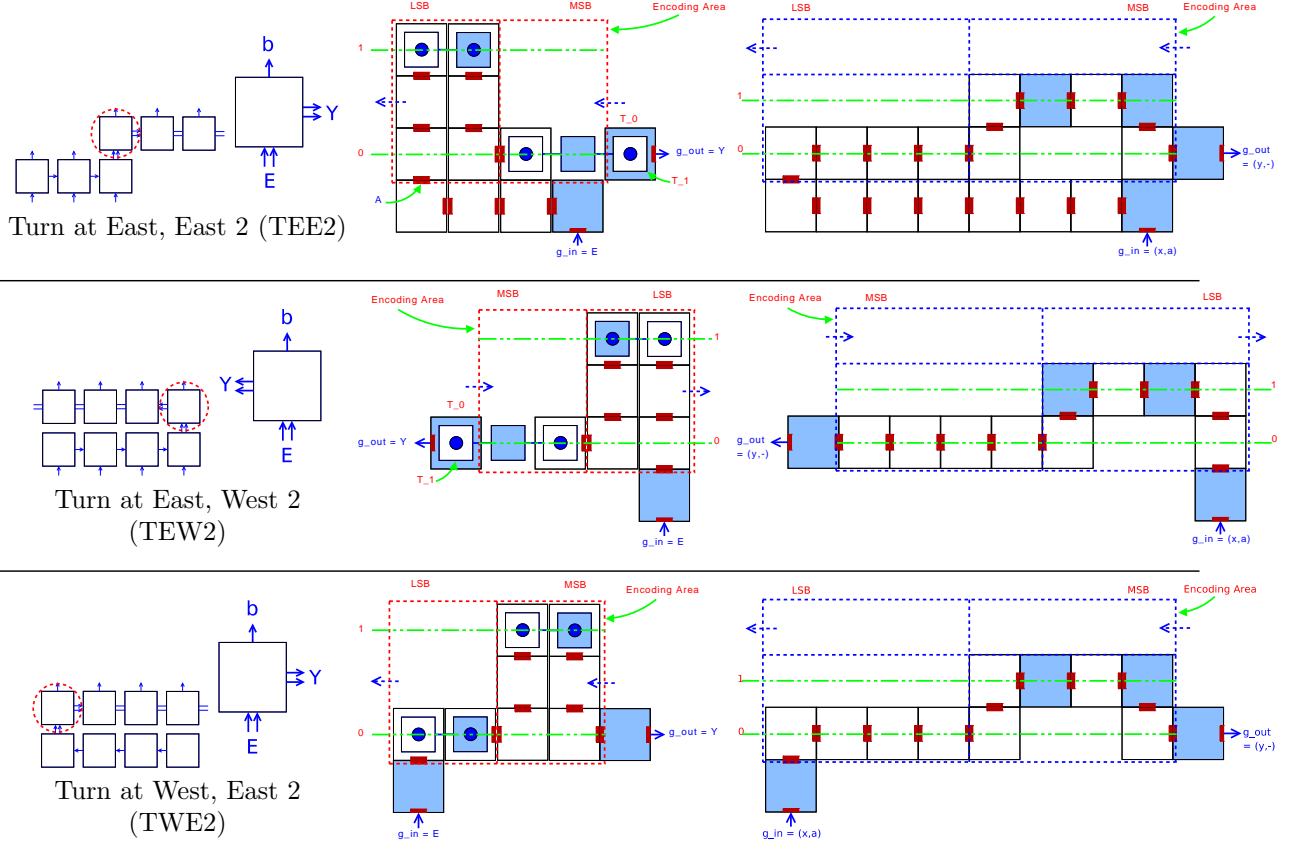 LSB
MSB
Encoding Area
MSB
Encoding Area
b
Y
E
1
0
T_0
g_out = Y
T_1
A
g_in = E
1
0
g_out
= (y,-)
g_in = (x,a)
Turn at East, East 2 (TEE2)
Encoding Area
MSB
LSB
Encoding Area
MSB
LSB
b
Y
E
1
0
T_0
g_out = Y
T_1
g_in = E
1
0
g_out
= (y,-)
g_in = (x,a)
Turn at East, West 2
(TEW2)
LSB
MSB
Encoding Area
LSB
MSB
Encoding Area
b
Y
E
1
0
g_out = Y
g_in = E
1
0
g_out
= (y,-)
g_in = (x,a)
Turn at West, East 2
(TWE2)